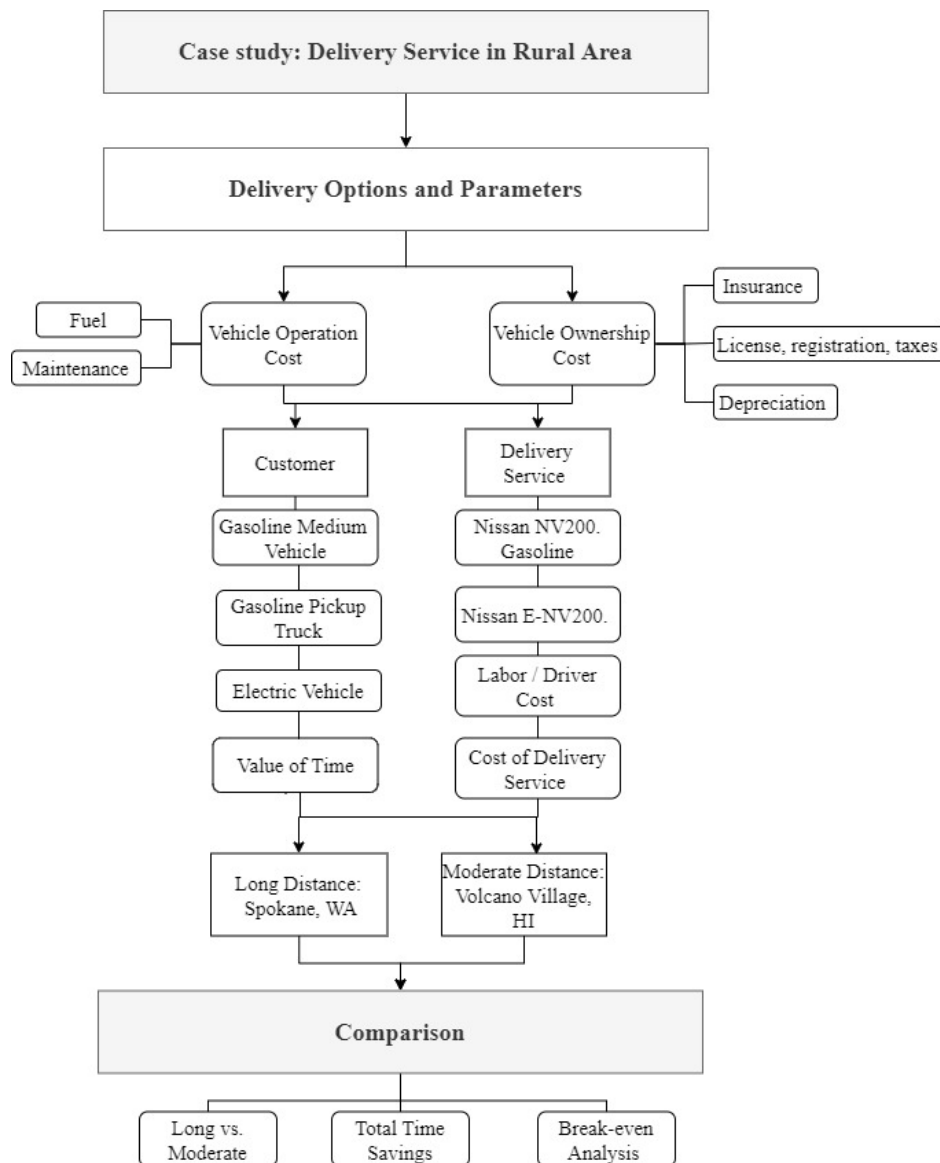 Case study: Delivery Service in Rural Area
Delivery Options and Parameters
Fuel
Maintenance
Vehicle Operation
Cost
Vehicle Ownership
Cost
Insurance
License, registration, taxes
Depreciation
Customer
Delivery
Service
Gasoline Medium
Vehicle
Nissan NV200.
Gasoline
Gasoline Pickup
Truck
Nissan E-NV200.
Electric Vehicle
Labor / Driver
Cost
Value of Time
Cost of Delivery
Service
Long Distance:
Spokane, WA
Moderate Distance:
Volcano Village,
HI
Comparison
Long vs.
Moderate
Total Time
Savings
Break-even
Analysis